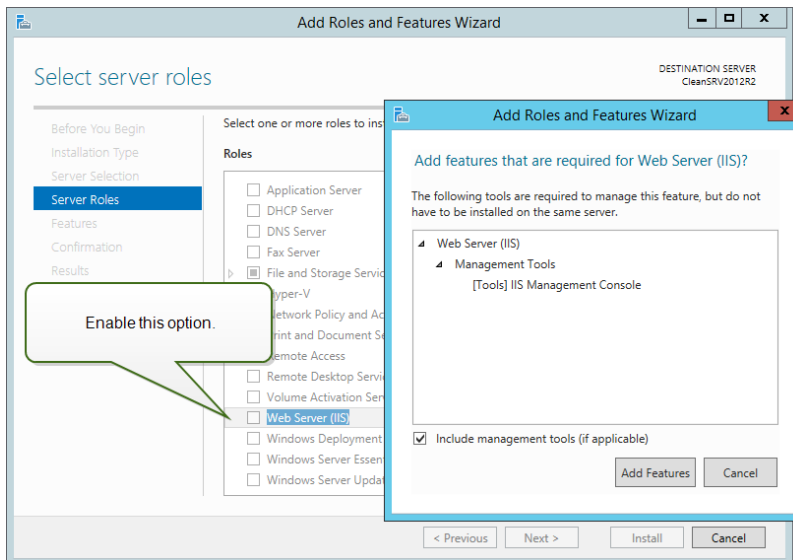 Add Roles and Features Wizard
Select server roles
DESTINATION SERVER
CleanSRV2012R2
Before You Begin
Installation Type
Server Selection
Server Roles
Features
Confirmation
Results
Select one or more roles to ins
Roles
Application Server
DHCP Server
DNS Server
Fax Server
File and Storage Servic
Hyper-V
Network Policy and Ac
Print and Document Se
Remote Access
Remote Desktop Servi
Volume Activation Serv
Web Server (IIS)
Windows Deployment
Windows Server Essent
Windows Server Updat
Enable this option.
Add Roles and Features Wizard
x
Add features that are required for Web Server (IIS)?
The following tools are required to manage this feature, but do not
have to be installed on the same server.
Web Server (IIS)
Management Tools
[Tools] IIS Management Console
Include management tools (if applicable)
Add Features
Cancel
< Previous
Next >
Install
Cancel